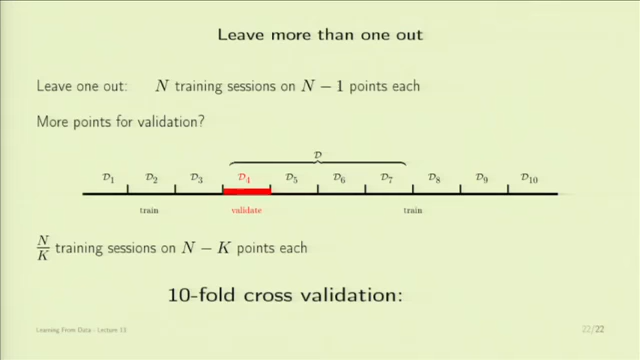 Leave more than one out
Leave one out: N training sessions on N − 1 points each
More points for validation?
D
D1 D2 D3 D4 D5 D6 D7 D8 D9 D10
train validate train
N/K training sessions on N − K points each
10-fold cross validation:
Learning From Data - Lecture 13 22/22